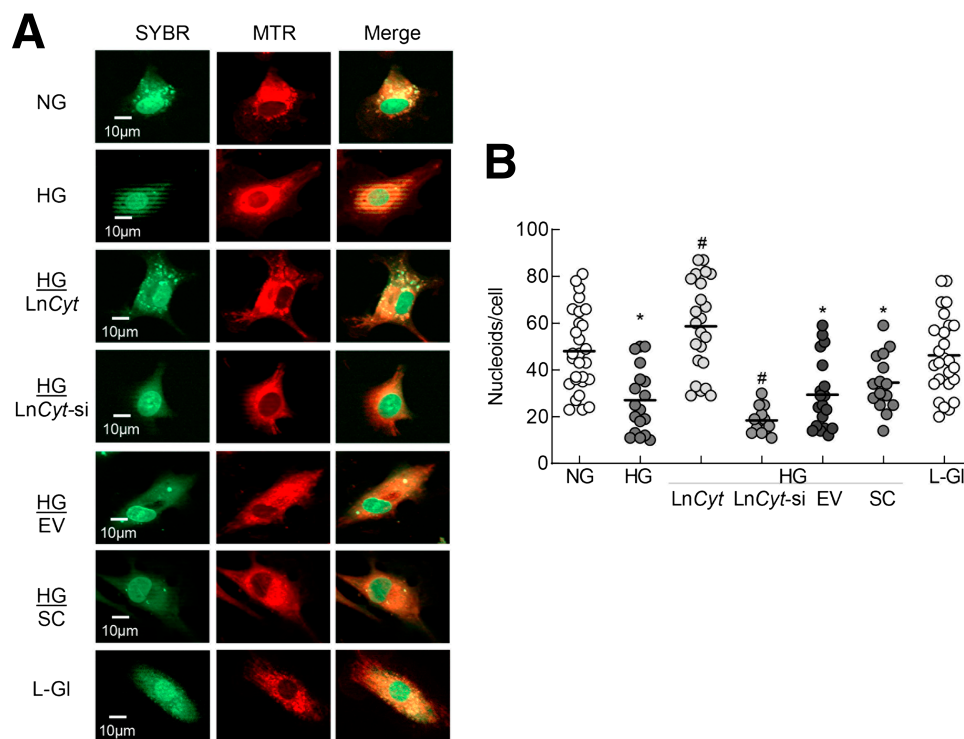 A
SYBR MTR Merge
NG
10µm
HG
10µm
HG
LnCyt
10µm
HG
LnCyt-si
10µm
HG
EV
10µm
HG
SC
10µm
L-Gl
10µm
B
Nucleoids/cell
100
80
60
40
20
0
*
#
#
*
*
NG HG HG L-Gl
LnCyt LnCyt-si EV SC